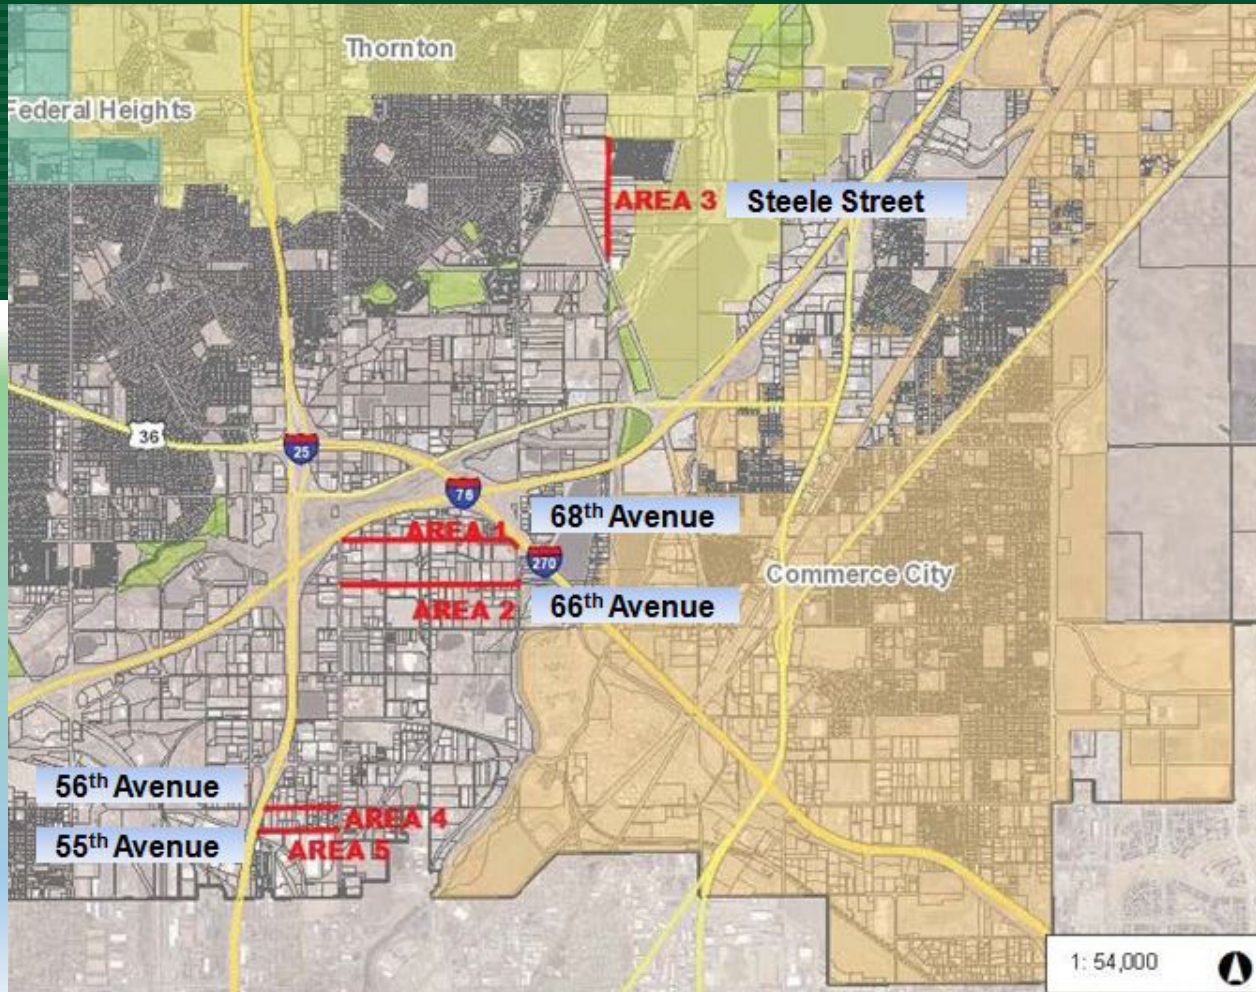 Thornton
Federal Heights
AREA 3
Steele Street
36
25
76
AREA 1
68th Avenue
270
Commerce City
AREA 2
66th Avenue
56th Avenue
AREA 4
55th Avenue
AREA 5
1: 54,000